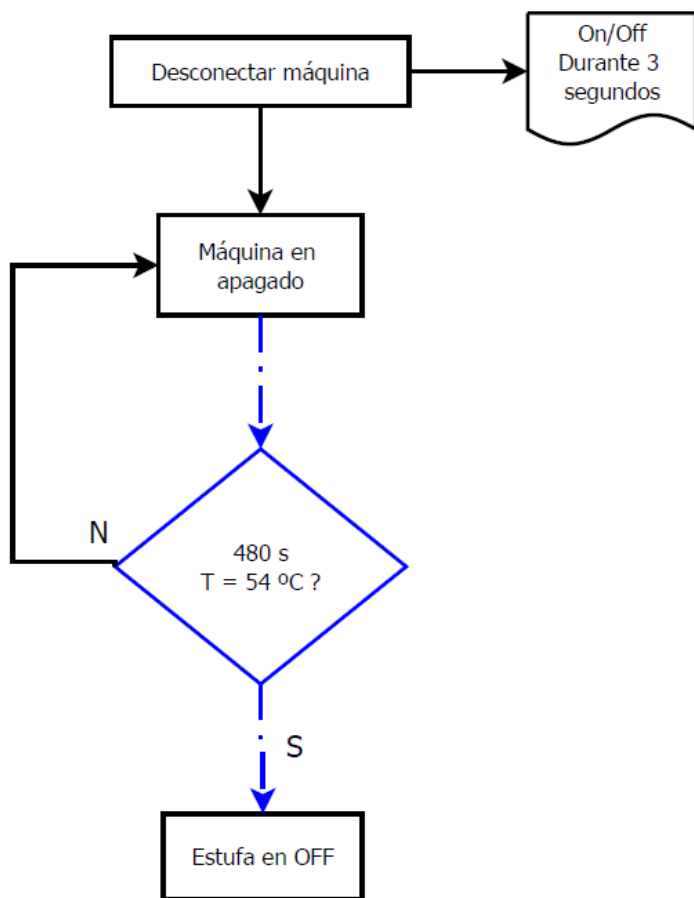 Desconectar máquina
On/Off
Durante 3
segundos
Máquina en
apagado
N
480 s
T = 54 ºC ?
S
Estufa en OFF